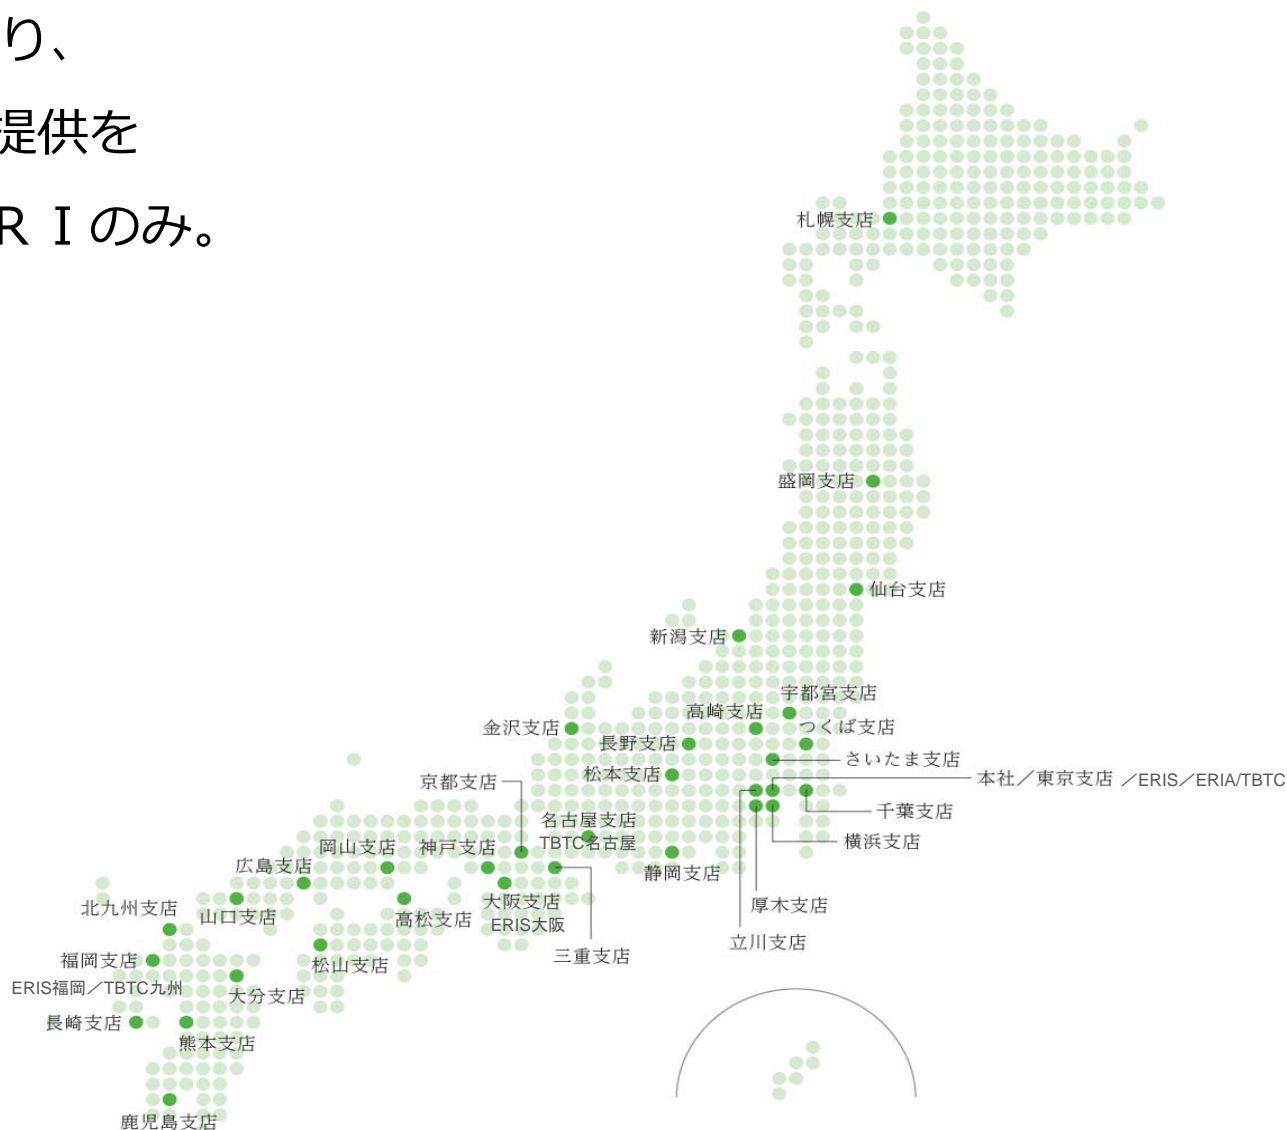 り、
提供を
ＲＩのみ。
札幌支店
盛岡支店
仙台支店
新潟支店
宇都宮支店
高崎支店
つくば支店
金沢支店
長野支店
さいたま支店
松本支店
本社／東京支店 ／ERIS／ERIA/TBTC
京都支店
千葉支店
名古屋支店
TBTC名古屋
横浜支店
岡山支店
神戸支店
広島支店
静岡支店
大阪支店
ERIS大阪
厚木支店
北九州支店
山口支店
高松支店
立川支店
三重支店
福岡支店
ERIS福岡／TBTC九州
松山支店
大分支店
長崎支店
熊本支店
鹿児島支店